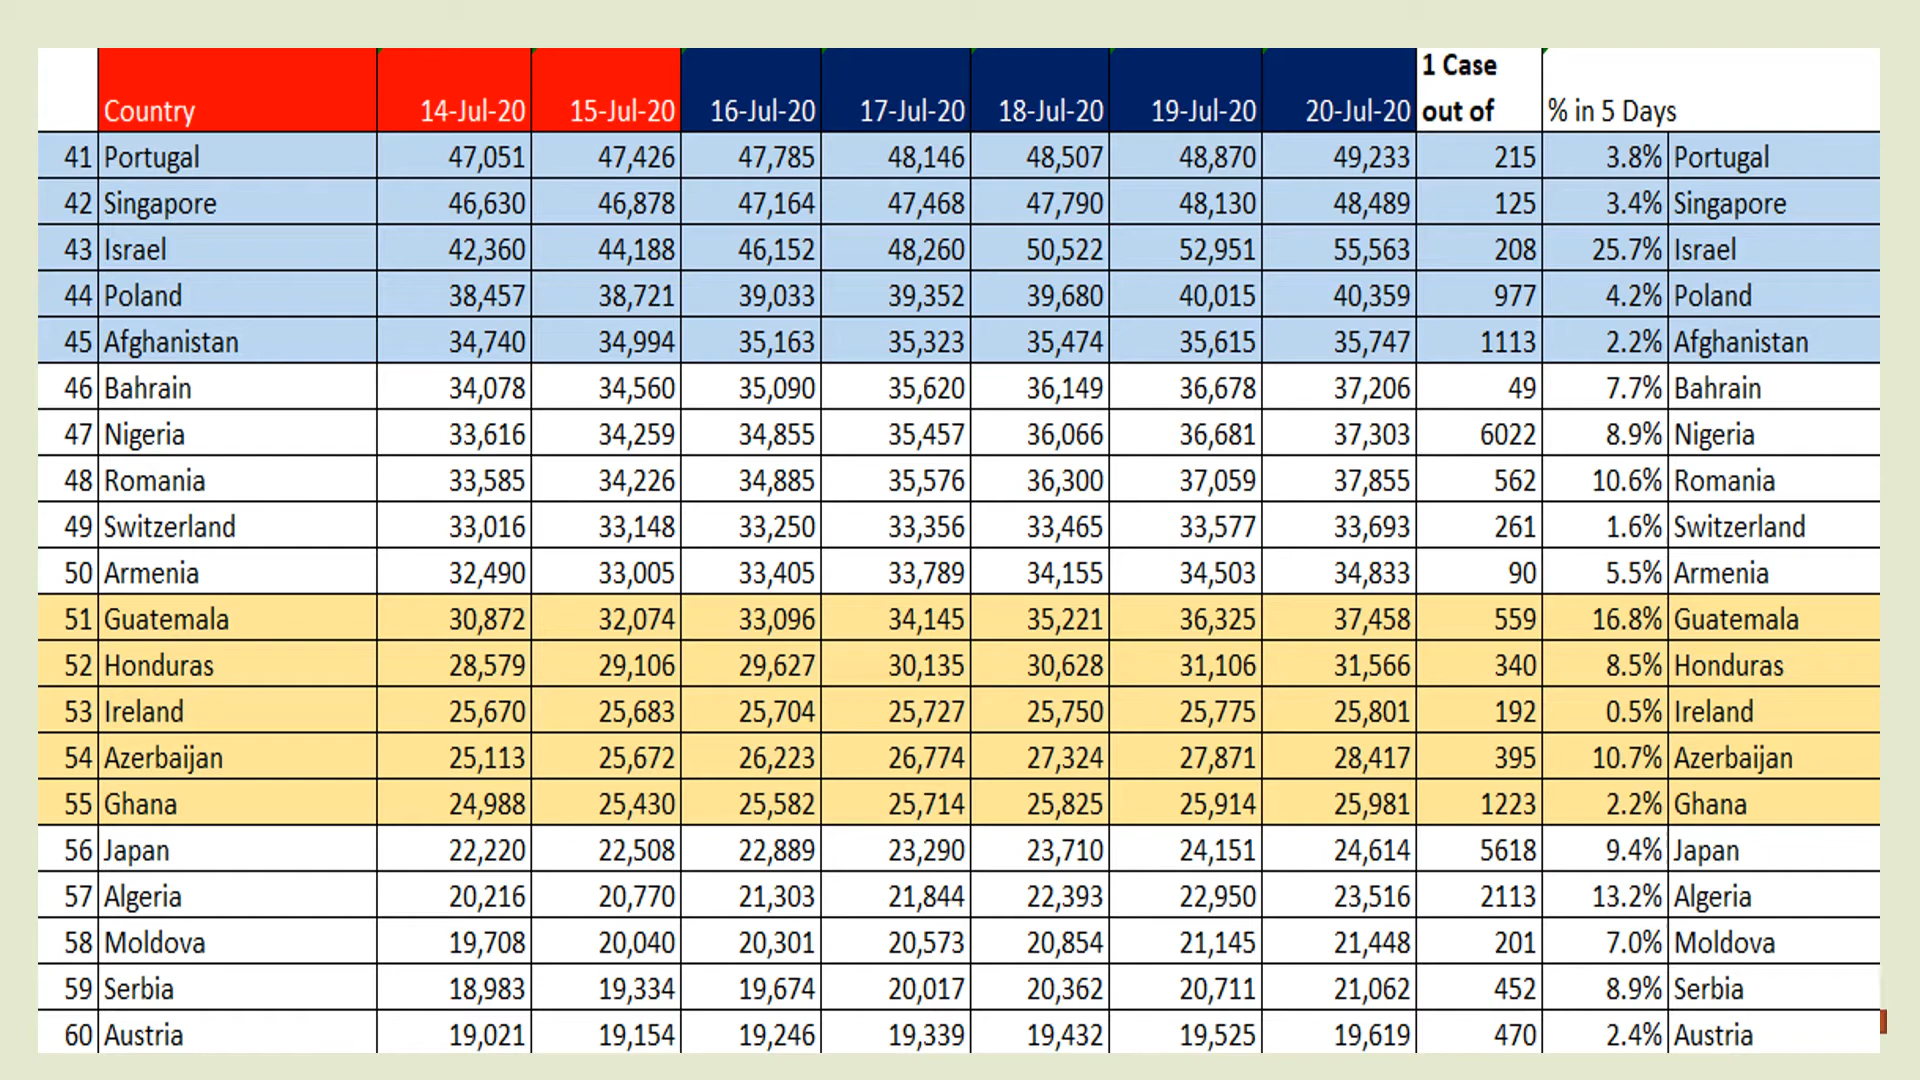 Country 14-Jul-20 15-Jul-20 16-Jul-20 17-Jul-20 18-Jul-20 19-Jul-20 20-Jul-20 1 Case out of % in 5 Days
41 Portugal 47,051 47,426 47,785 48,146 48,507 48,870 49,233 215 3.8% Portugal
42 Singapore 46,630 46,878 47,164 47,468 47,790 48,130 48,489 125 3.4% Singapore
43 Israel 42,360 44,188 46,152 48,260 50,522 52,951 55,563 208 25.7% Israel
44 Poland 38,457 38,721 39,033 39,352 39,680 40,015 40,359 977 4.2% Poland
45 Afghanistan 34,740 34,994 35,163 35,323 35,474 35,615 35,747 1113 2.2% Afghanistan
46 Bahrain 34,078 34,560 35,090 35,620 36,149 36,678 37,206 49 7.7% Bahrain
47 Nigeria 33,616 34,259 34,855 35,457 36,066 36,681 37,303 6022 8.9% Nigeria
48 Romania 33,585 34,226 34,885 35,576 36,300 37,059 37,855 562 10.6% Romania
49 Switzerland 33,016 33,148 33,250 33,356 33,465 33,577 33,693 261 1.6% Switzerland
50 Armenia 32,490 33,005 33,405 33,789 34,155 34,503 34,833 90 5.5% Armenia
51 Guatemala 30,872 32,074 33,096 34,145 35,221 36,325 37,458 559 16.8% Guatemala
52 Honduras 28,579 29,106 29,627 30,135 30,628 31,106 31,566 340 8.5% Honduras
53 Ireland 25,670 25,683 25,704 25,727 25,750 25,775 25,801 192 0.5% Ireland
54 Azerbaijan 25,113 25,672 26,223 26,774 27,324 27,871 28,417 395 10.7% Azerbaijan
55 Ghana 24,988 25,430 25,582 25,714 25,825 25,914 25,981 1223 2.2% Ghana
56 Japan 22,220 22,508 22,889 23,290 23,710 24,151 24,614 5618 9.4% Japan
57 Algeria 20,216 20,770 21,303 21,844 22,393 22,950 23,516 2113 13.2% Algeria
58 Moldova 19,708 20,040 20,301 20,573 20,854 21,145 21,448 201 7.0% Moldova
59 Serbia 18,983 19,334 19,674 20,017 20,362 20,711 21,062 452 8.9% Serbia
60 Austria 19,021 19,154 19,246 19,339 19,432 19,525 19,619 470 2.4% Austria